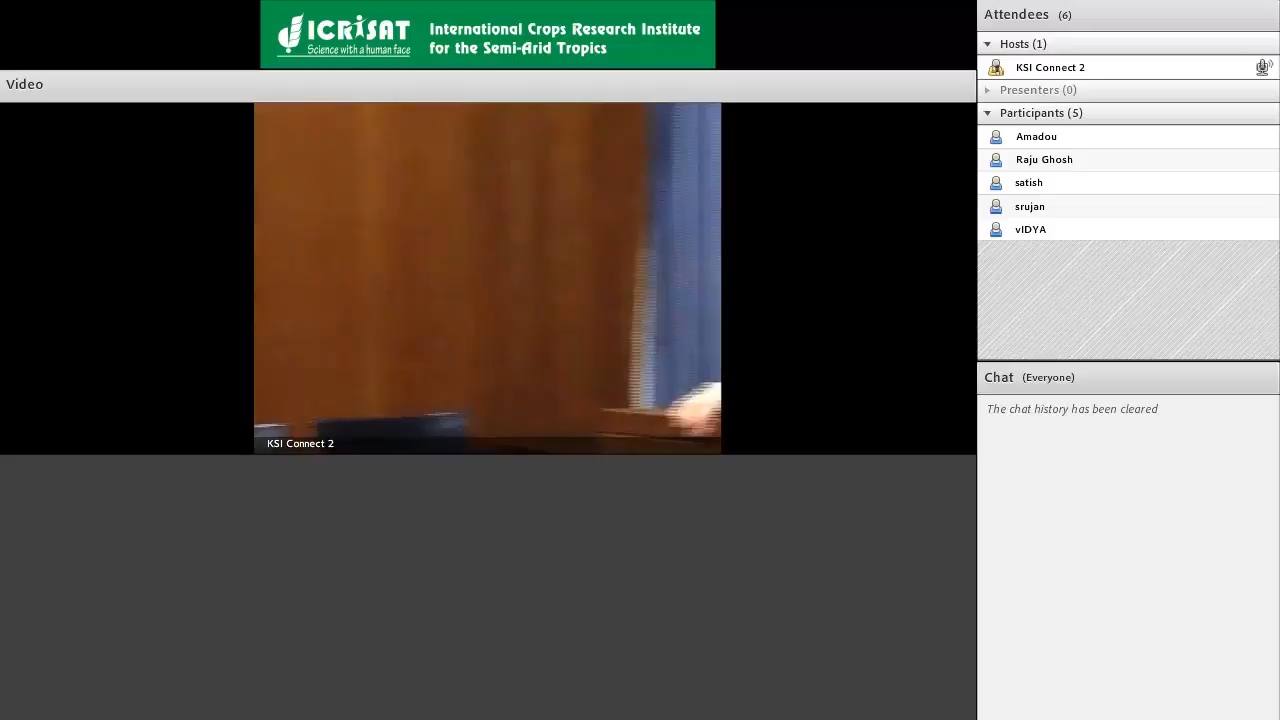 ICRISAT
Science with a human face
International Crops Research Institute
for the Semi-Arid Tropics
Video
KSI Connect 2
Attendees (6)
Hosts (1)
KSI Connect 2
Presenters (0)
Participants (5)
Amadou
Raju Ghosh
satish
srujan
vIDYA
Chat (Everyone)
The chat history has been cleared